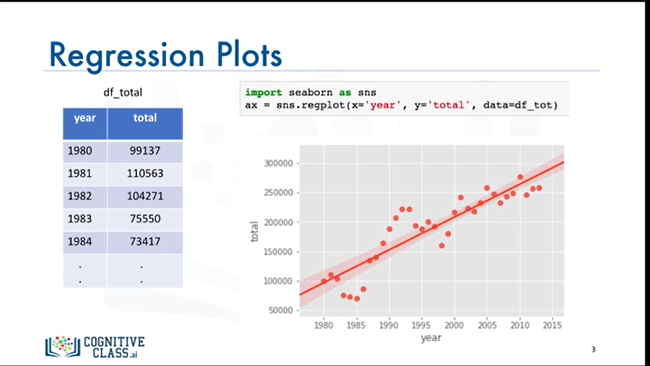 Regression Plots
df_total
year total
1980 99137
1981 110563
1982 104271
1983 75550
1984 73417
. .
. .
import seaborn as sns
ax = sns.regplot(x='year', y='total', data=df_tot)
300000
250000
200000
150000
100000
50000
total
1980 1985 1990 1995 2000 2005 2010 2015
year
COGNITIVE
CLASS.ai
3